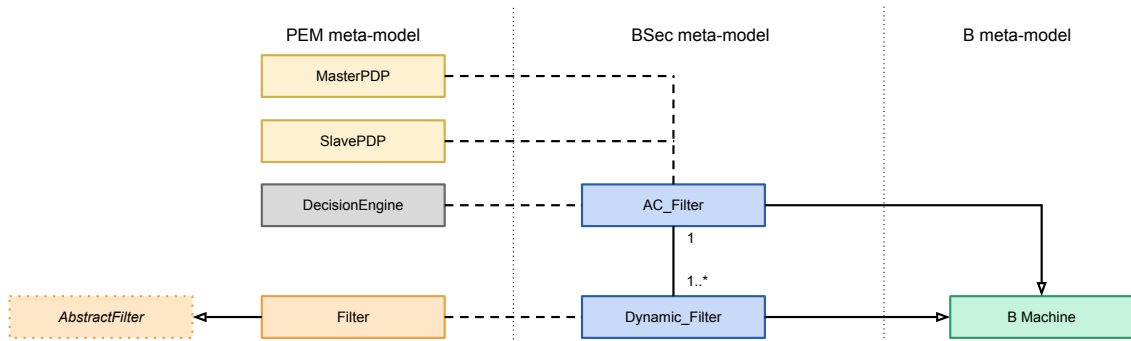 PEM meta-model
BSec meta-model
B meta-model
MasterPDP
SlavePDP
DecisionEngine
AC_Filter
1
1..*
AbstractFilter
Filter
Dynamic_Filter
B Machine